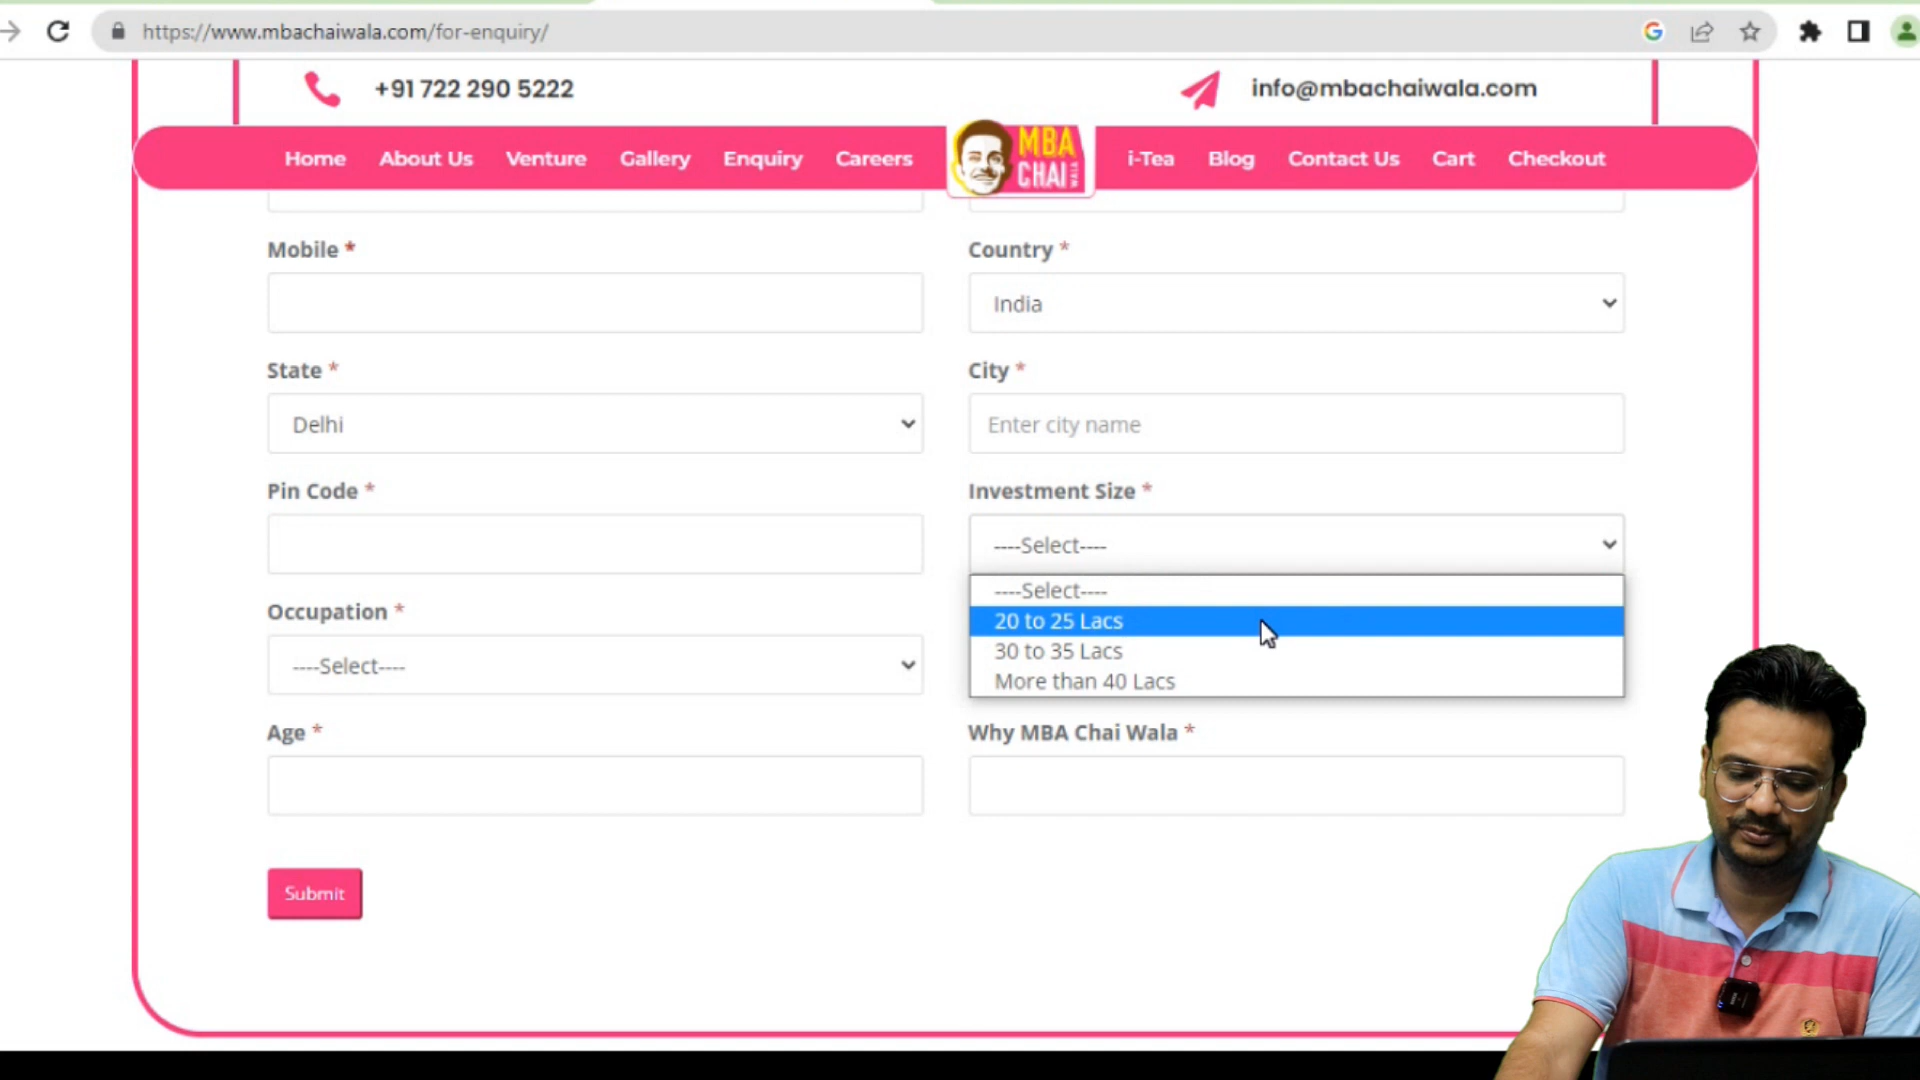 https://www.mbachaiwala.com/for-enquiry/
+91 722 290 5222
info@mbachaiwala.com
Home About Us Venture Gallery Enquiry Careers MBA CHAI WALA i-Tea Blog Contact Us Cart Checkout
Mobile *
Country *
India
State *
City *
Delhi
Enter city name
Pin Code *
Investment Size *
----Select----
----Select----
20 to 25 Lacs
Occupation *
30 to 35 Lacs
----Select----
More than 40 Lacs
Age *
Why MBA Chai Wala *
Submit